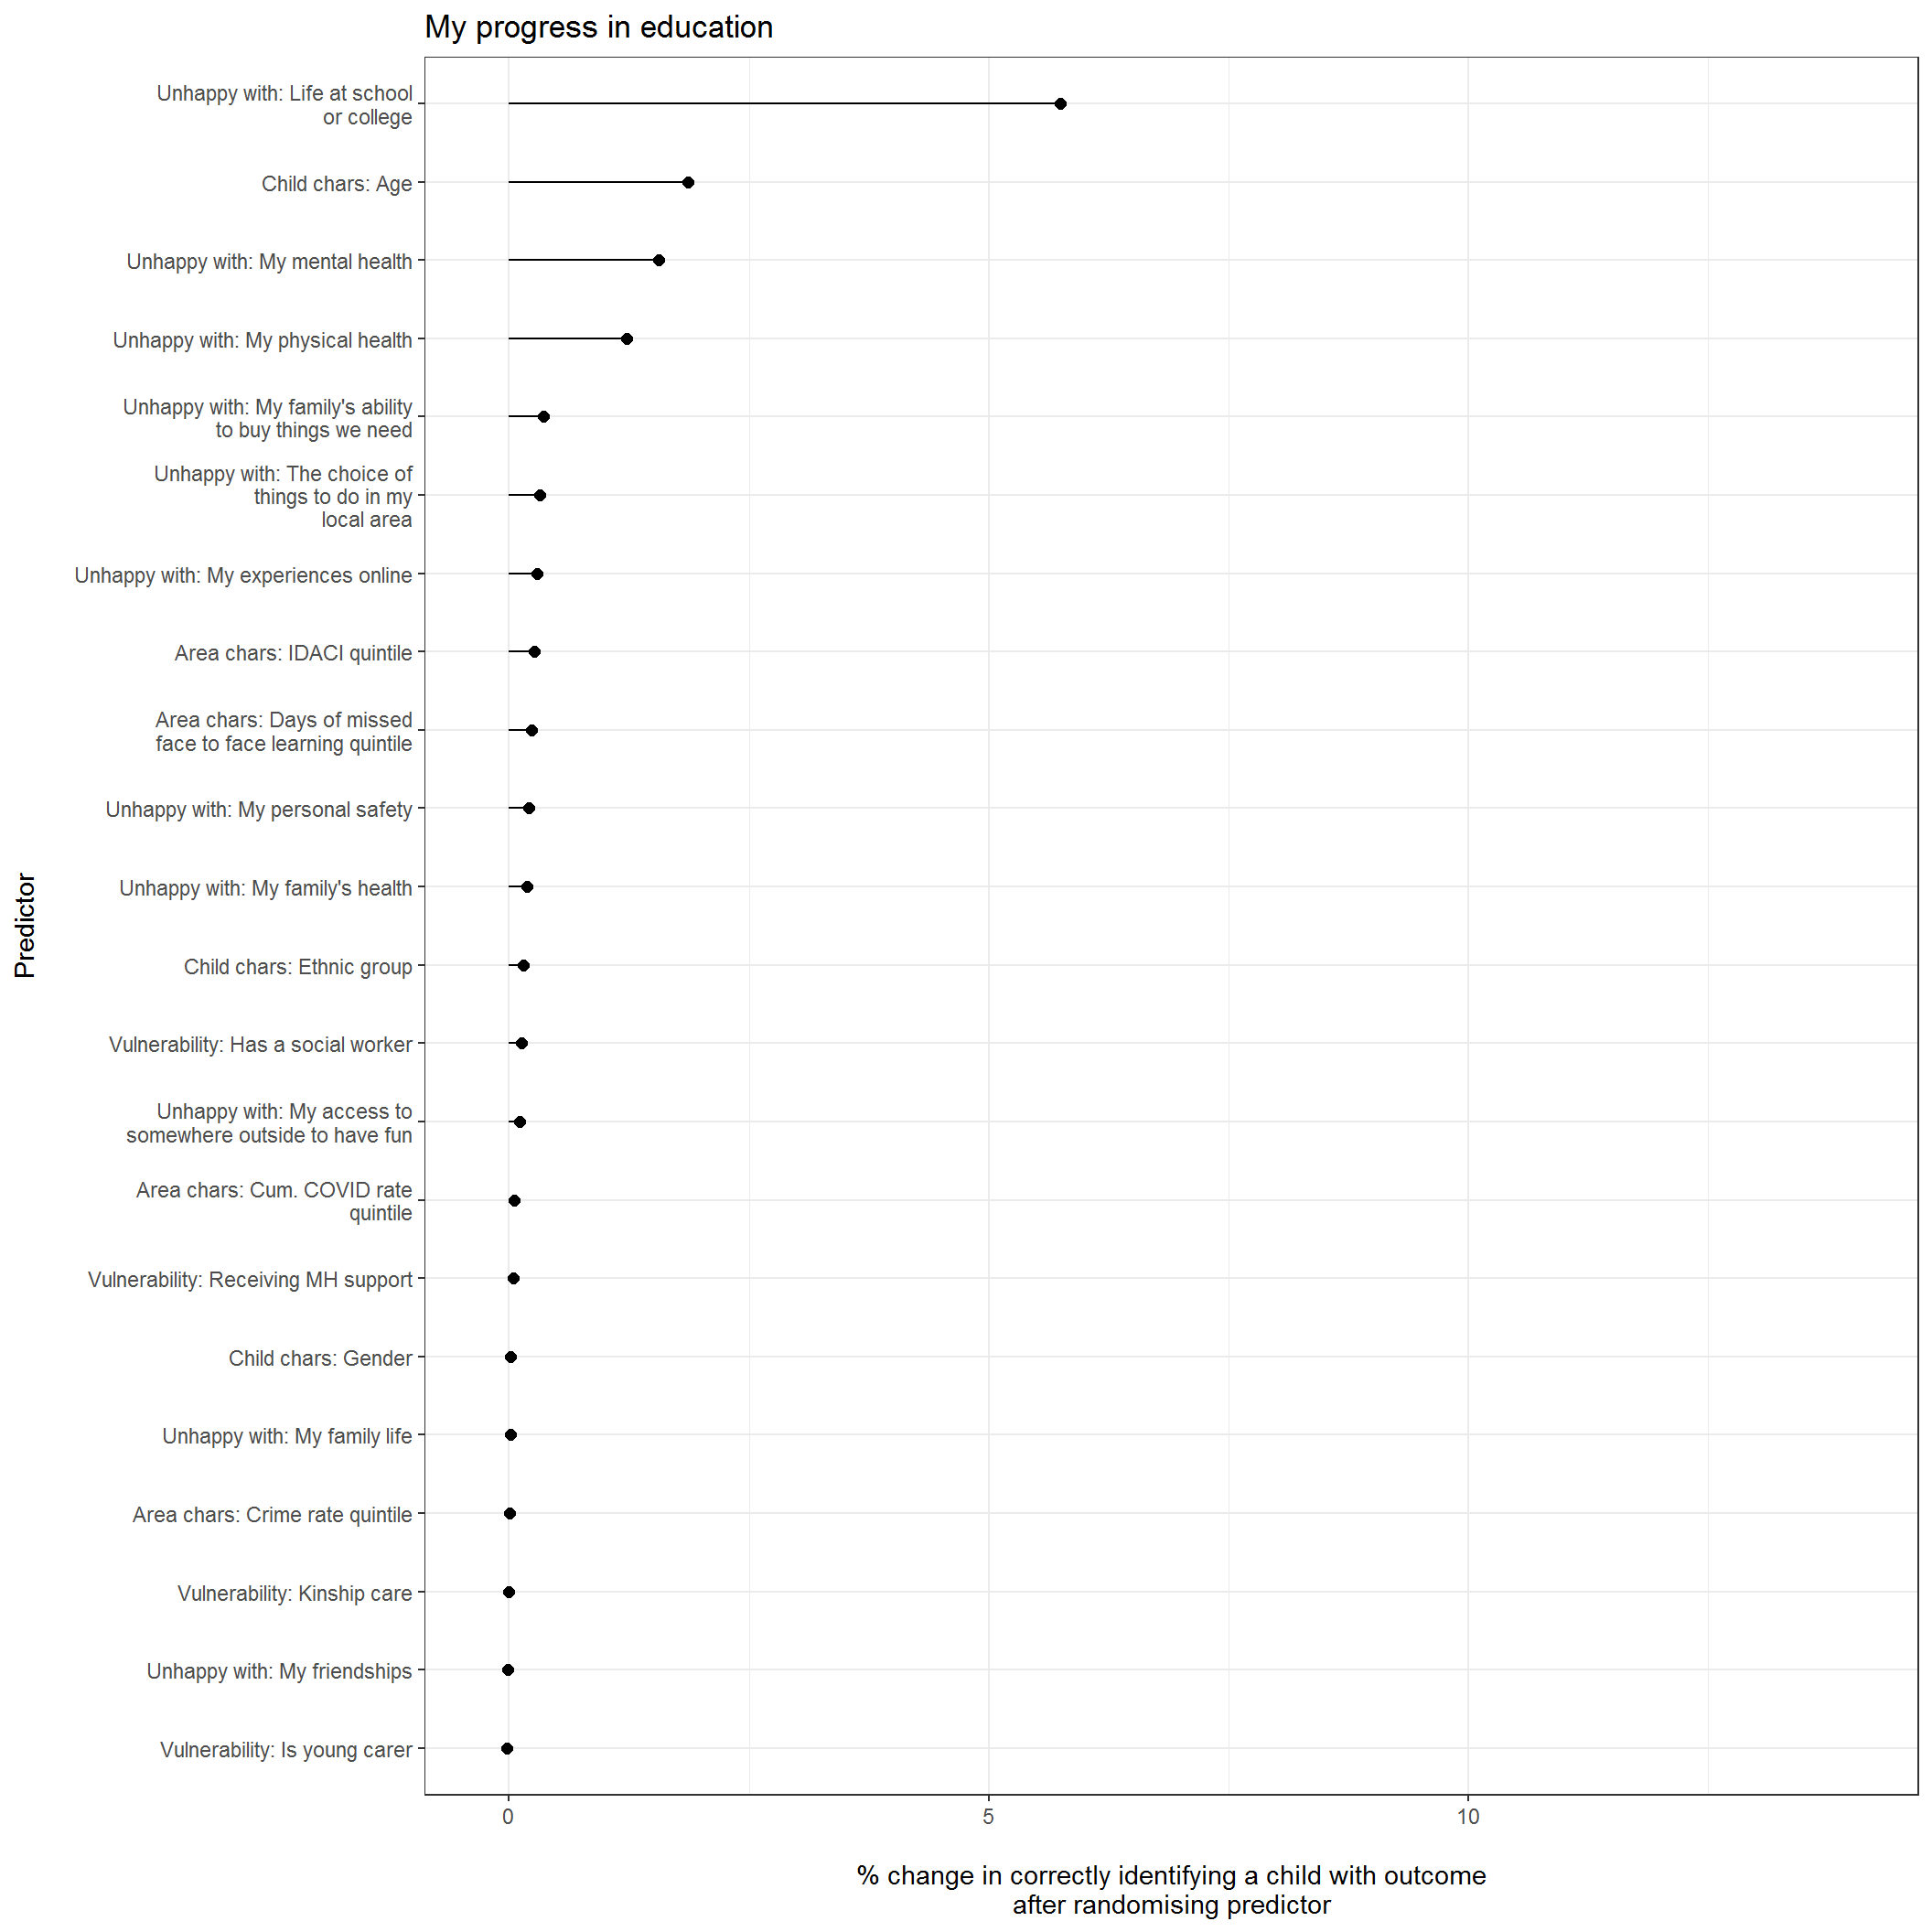 My progress in education
Unhappy with: Life at school
or college
Child chars: Age
Unhappy with: My mental health
Unhappy with: My physical health
Unhappy with: My family's ability
to buy things we need
Unhappy with: The choice of
things to do in my
local area
Unhappy with: My experiences online
Area chars: IDACI quintile
Area chars: Days of missed
face to face learning quintile
Unhappy with: My personal safety
Unhappy with: My family's health
Child chars: Ethnic group
Vulnerability: Has a social worker
Unhappy with: My access to
somewhere outside to have fun
Area chars: Cum. COVID rate
quintile
Vulnerability: Receiving MH support
Child chars: Gender
Unhappy with: My family life
Area chars: Crime rate quintile
Vulnerability: Kinship care
Unhappy with: My friendships
Vulnerability: Is young carer
Predictor
0
5
10
% change in correctly identifying a child with outcome
after randomising predictor